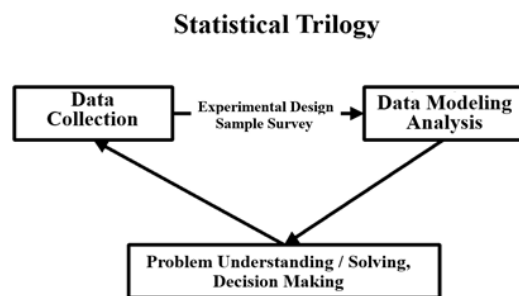 Statistical Trilogy
Data
Collection
Experimental Design
Sample Survey
Data Modeling
Analysis
Problem Understanding / Solving,
Decision Making